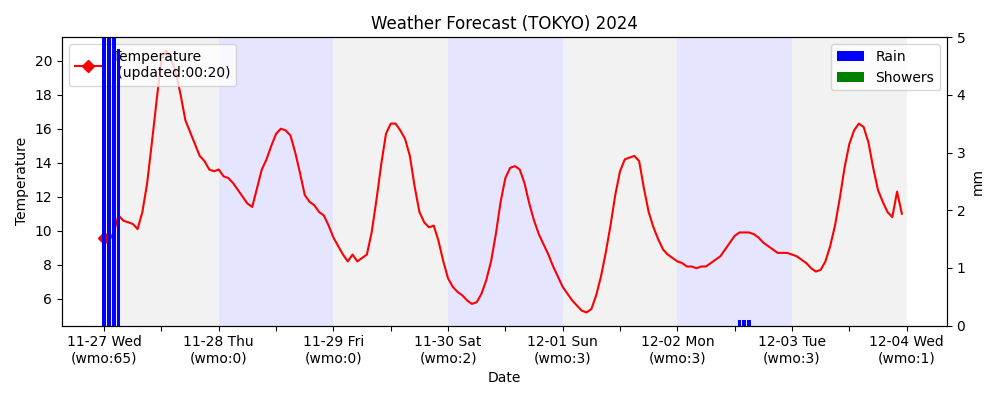 Weather Forecast (TOKYO) 2024
Temperature
(updated:00:20)
Rain
Showers
Temperature
20
18
16
14
12
10
8
6
5
4
3
2
1
0
mm
11-27 Wed
(wmo:65)
11-28 Thu
(wmo:0)
11-29 Fri
(wmo:0)
11-30 Sat
(wmo:2)
12-01 Sun
(wmo:3)
12-02 Mon
(wmo:3)
12-03 Tue
(wmo:3)
12-04 Wed
(wmo:1)
Date